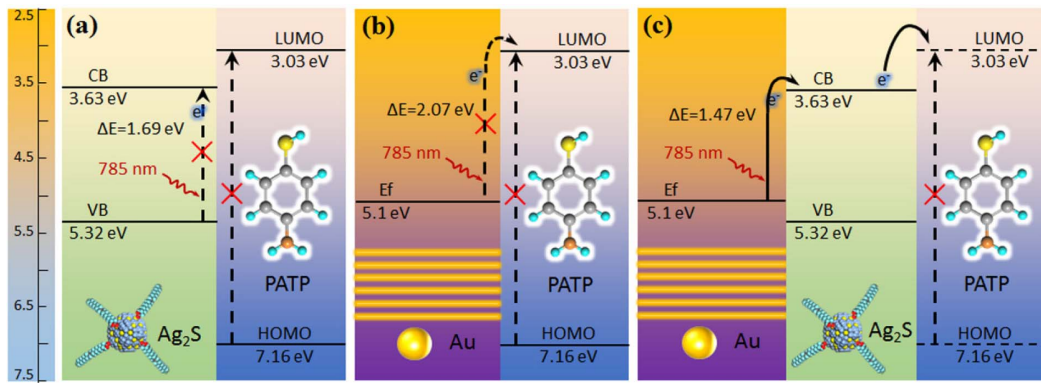 2.5
3.5
4.5
5.5
6.5
7.5
(a)
LUMO
3.03 eV
CB
3.63 eV
e
ΔE=1.69 eV
785 nm
VB
5.32 eV
PATP
Ag₂S
HOMO
7.16 eV
(b)
LUMO
3.03 eV
e⁻
ΔE=2.07 eV
785 nm
Ef
5.1 eV
PATP
Au
HOMO
7.16 eV
(c)
LUMO
3.03 eV
e⁻
CB
3.63 eV
e⁻
ΔE=1.47 eV
785 nm
Ef
5.1 eV
VB
5.32 eV
PATP
Au
Ag₂S
HOMO
7.16 eV